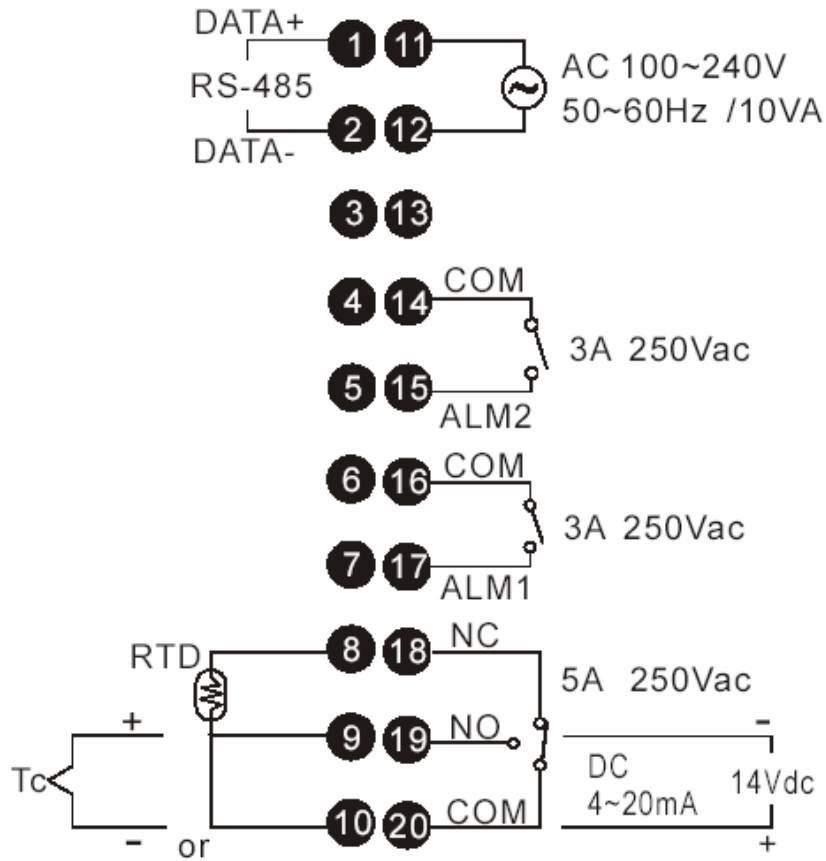 DATA+
1 11
RS-485
AC 100~240V
50~60Hz /10VA
2 12
DATA-
3 13
4 14 COM
3A 250Vac
5 15
ALM2
6 16 COM
3A 250Vac
7 17
ALM1
RTD 8 18 NC
5A 250Vac
+ 9 19 NO -
Tc
DC
4~20mA
14Vdc
10 20 COM
- or +